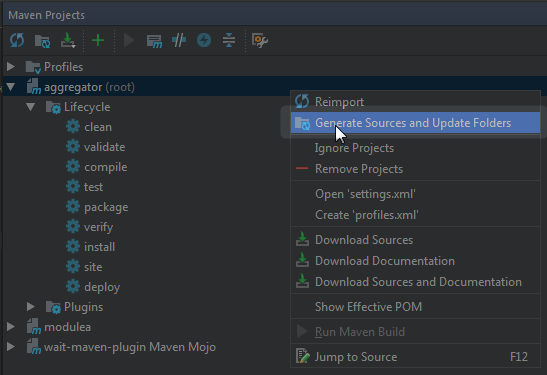 Maven Projects
Profiles
aggregator (root)
Lifecycle
clean
validate
compile
test
package
verify
install
site
deploy
Plugins
modulea
wait-maven-plugin Maven Mojo
Reimport
Generate Sources and Update Folders
Ignore Projects
Remove Projects
Open 'settings.xml'
Create 'profiles.xml'
Download Sources
Download Documentation
Download Sources and Documentation
Show Effective POM
Run Maven Build
Jump to Source F12